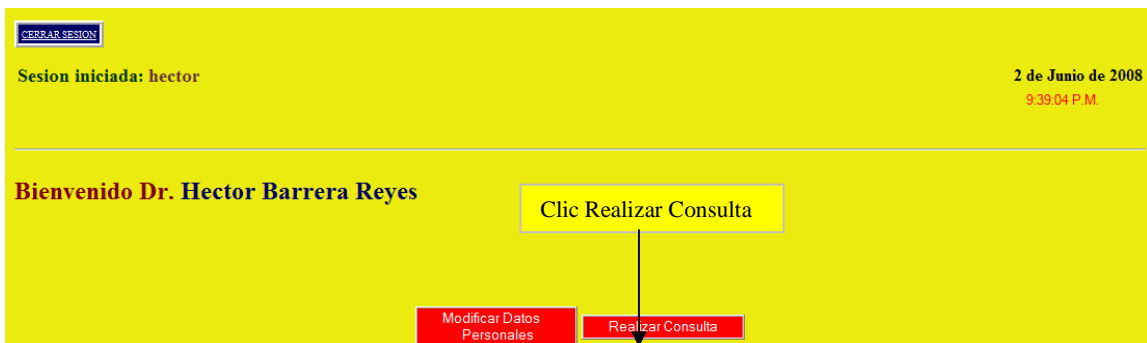 CERRAR SESION
Sesion iniciada: hector
2 de Junio de 2008
9:39:04 P.M.
Bienvenido Dr. Hector Barrera Reyes
Clic Realizar Consulta
Modificar Datos
Personales
Realizar Consulta